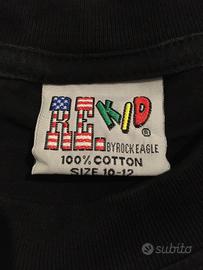 RE. KID ®
BY ROCK EAGLE
100% COTTON
SIZE 10-12
subito